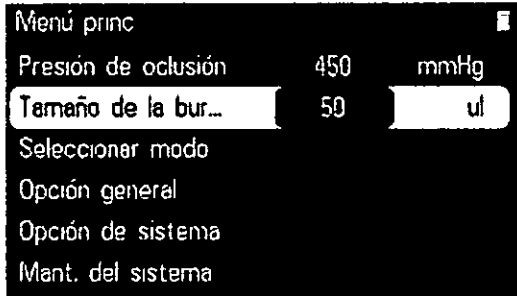 Menú princ
Presión de oclusión 450 mmHg
Tamaño de la bur... 50 ul
Seleccionar modo
Opción general
Opción de sistema
Mant. del sistema